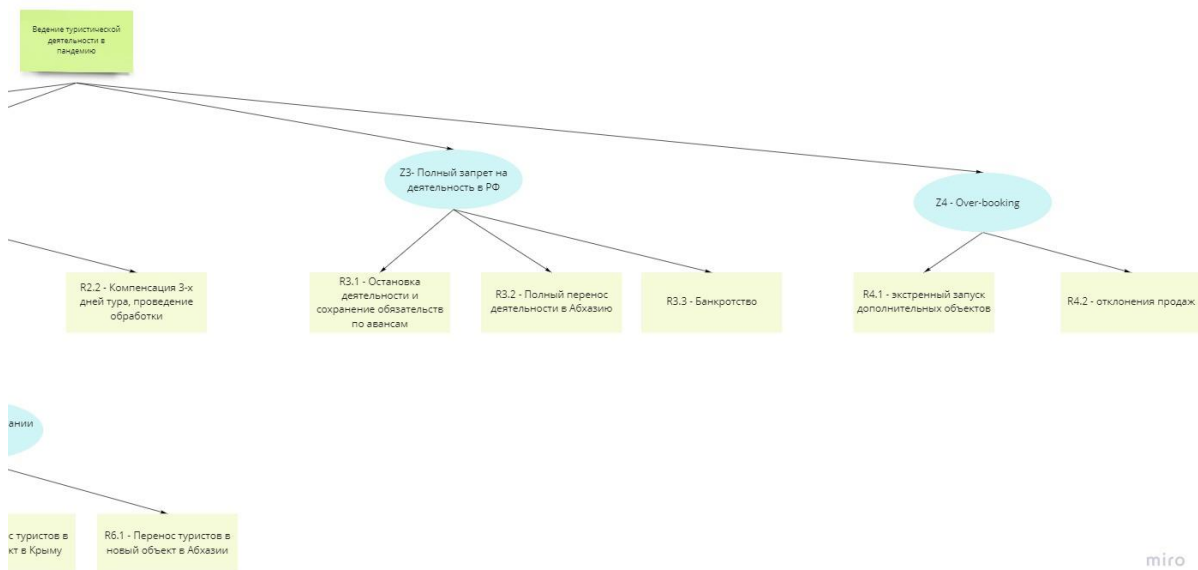 Ведение туристической
деятельности в
пандемию
Z3- Полный запрет на
деятельность в РФ
Z4 - Over-booking
R2.2 - Компенсация 3-х
дней тура, проведение
обработки
R3.1 - Остановка
деятельности и
сохранение обязательств
по авансам
R3.2 - Полный перенос
деятельности в Абхазию
R3.3 - Банкротство
R4.1 - экстренный запуск
дополнительных объектов
R4.2 - отклонения продаж
ании
с туристов в
кт в Крыму
R6.1 - Перенос туристов в
новый объект в Абхазии
miro